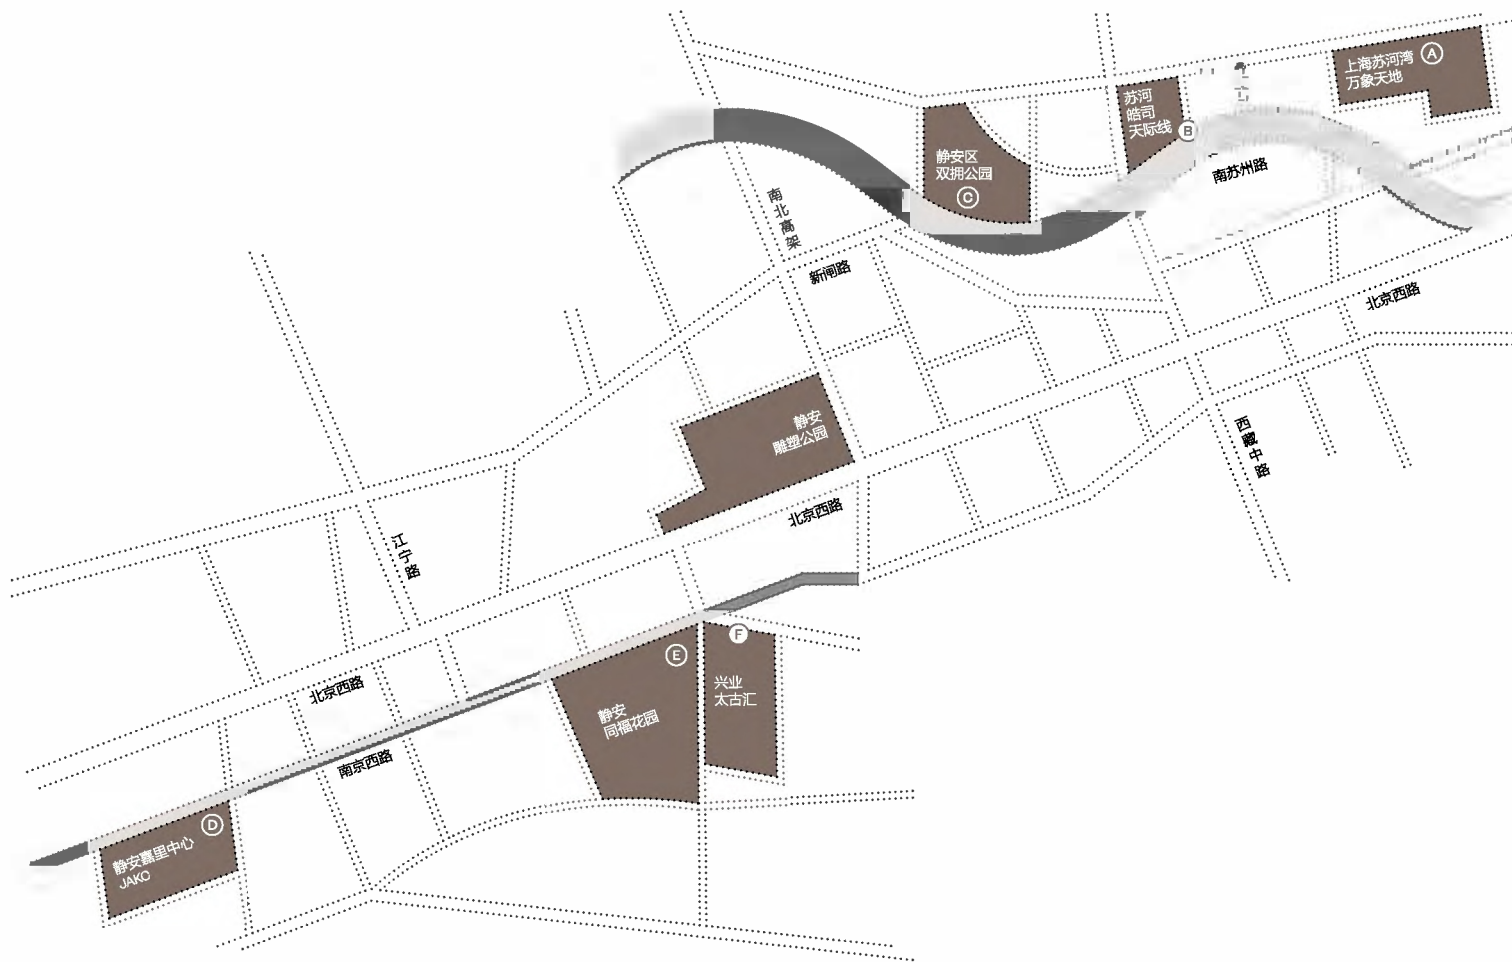 上海苏河湾
万象天地
A
苏河
皓司
天际线
B
静安区
双拥公园
C
南苏州路
南北高架
新闸路
北京西路
静安
雕塑公园
西藏中路
北京西路
江宁路
F
E
兴业
太古汇
北京西路
静安
同福花园
南京西路
D
静安嘉里中心
JAKC